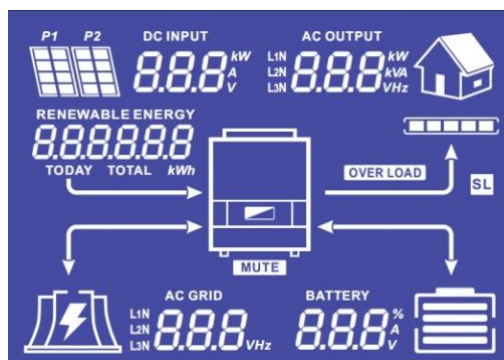 P1 P2 DC INPUT AC OUTPUT
8.8.8 kW A V L1N L2N L3N 8.8.8 kW kVA VHz
RENEWABLE ENERGY
8.8.8.8.8.8
TODAY TOTAL kWh
OVER LOAD
SL
MUTE
AC GRID BATTERY
L1N L2N L3N 8.8.8 VHz 8.8.8 % A V